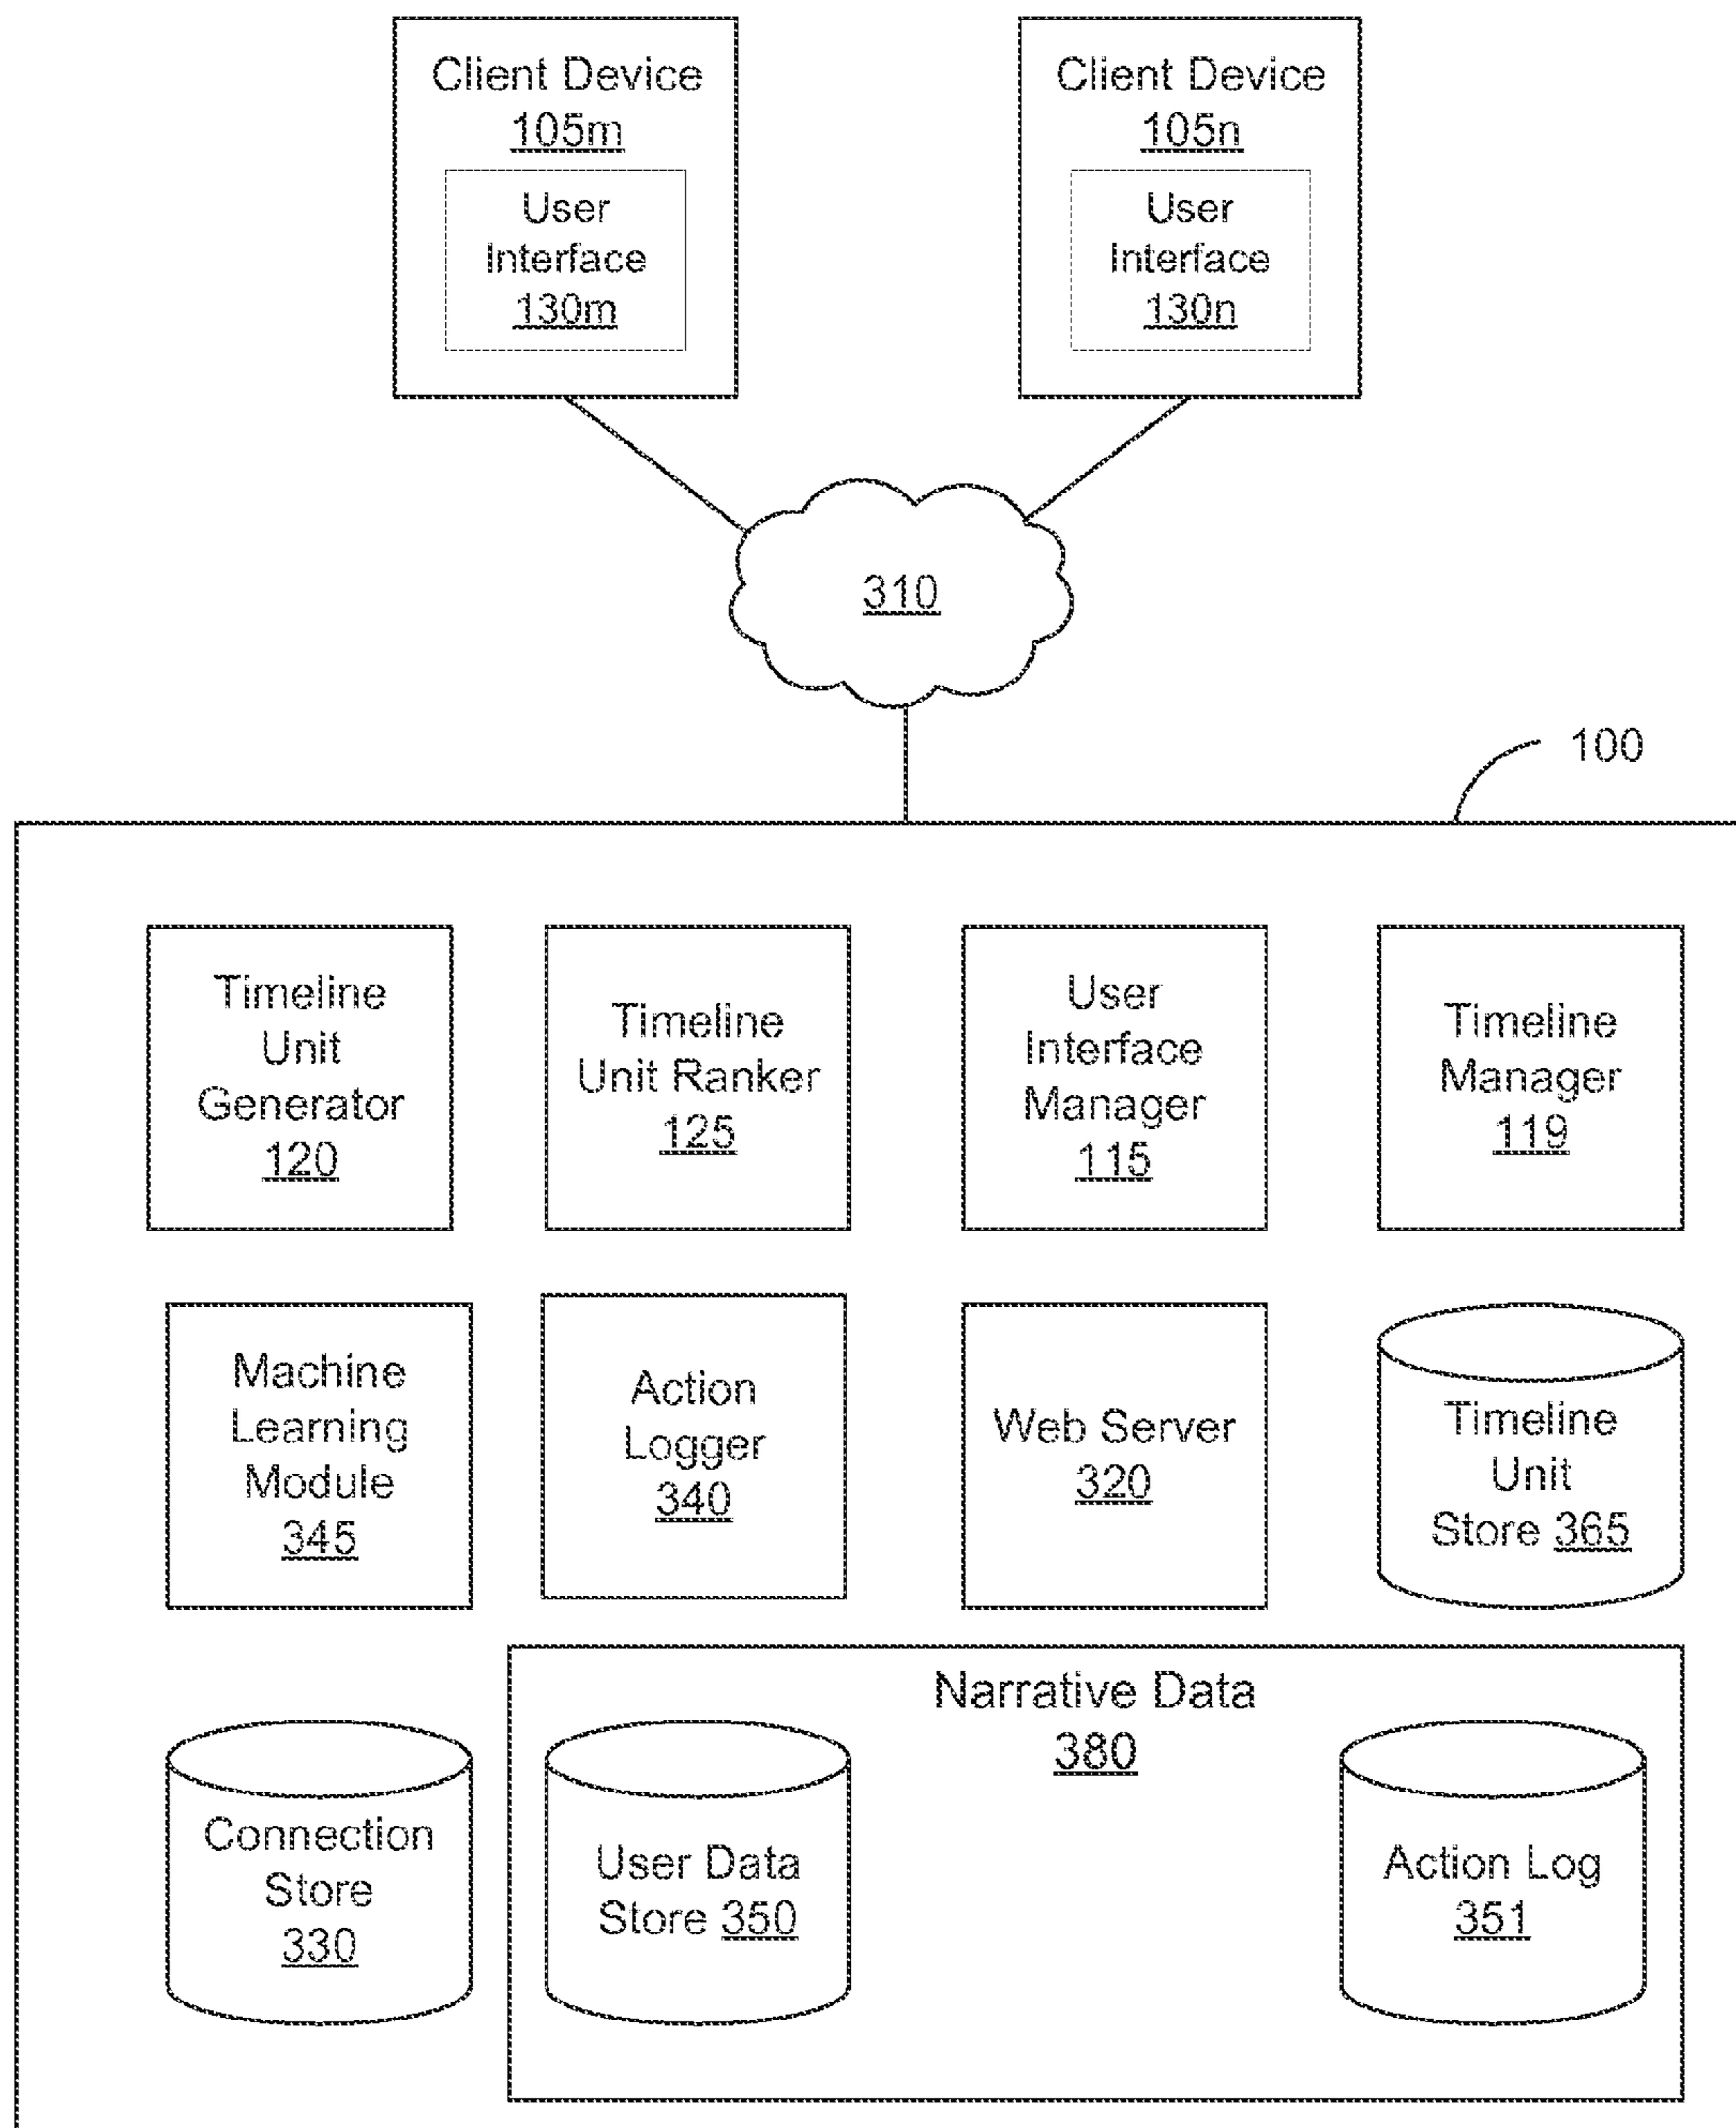 Client Device
105m
User
Interface
130m
Client Device
105n
User
Interface
130n
310
100
Timeline
Unit
Generator
120
Timeline
Unit Ranker
125
User
Interface
Manager
115
Timeline
Manager
119
Machine
Learning
Module
345
Action
Logger
340
Web Server
320
Timeline
Unit
Store 365
Connection
Store
330
Narrative Data
380
User Data
Store 350
Action Log
351